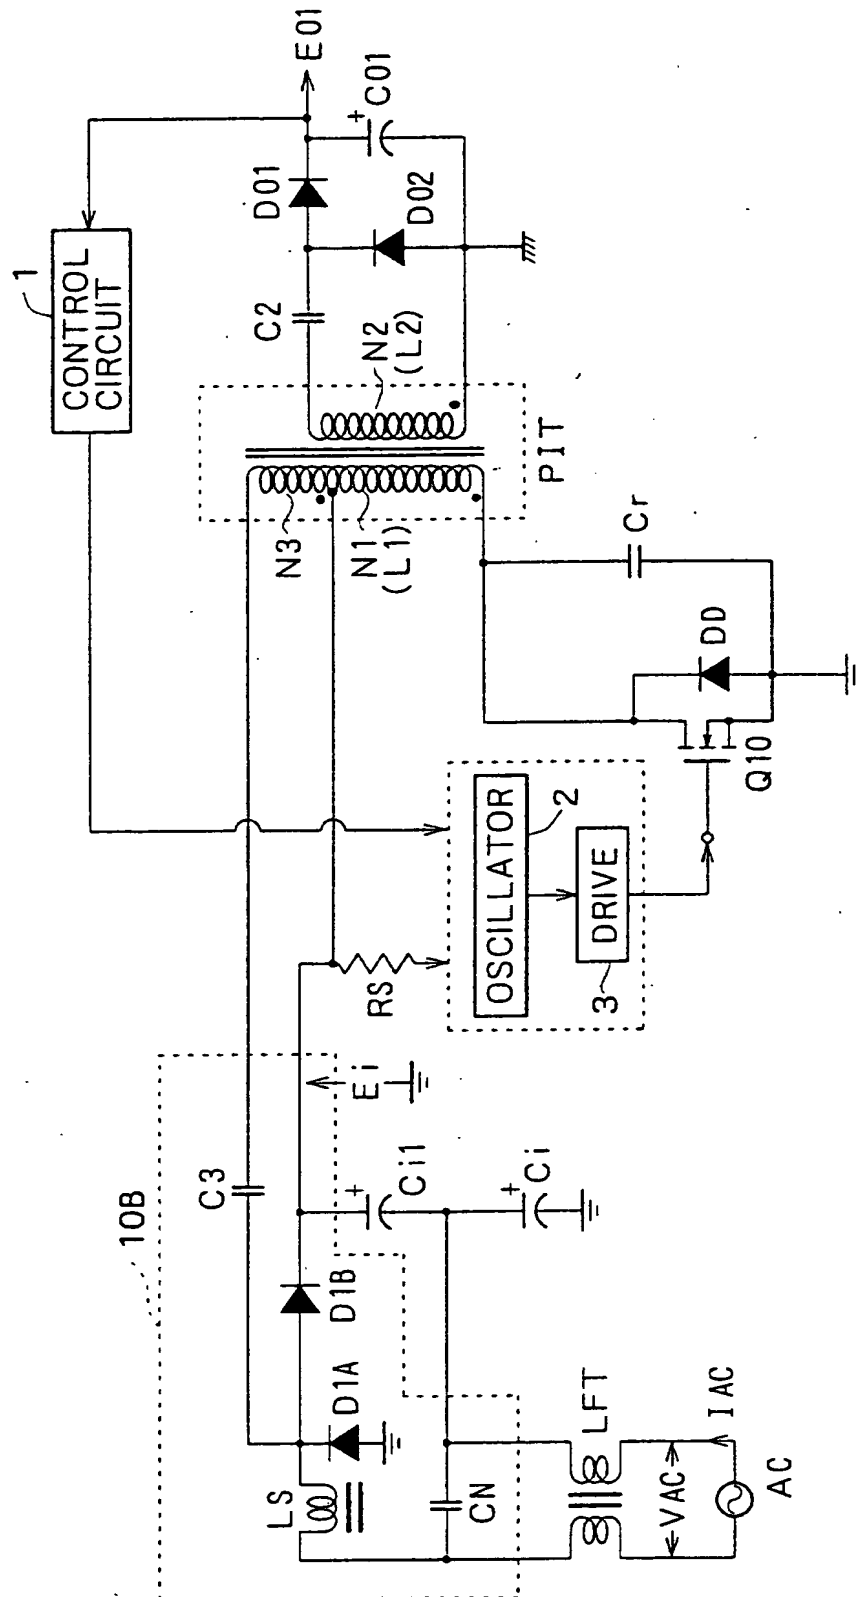 10B
LS
D1A
D1B
C3
CN
Ci1
+
Ci
+
Ei
LFT
VAC
IAC
AC
RS
OSCILLATOR
2
DRIVE
3
Q10
DD
Cr
N3
N1
(L1)
N2
(L2)
PIT
C2
D01
D02
C01
+
E01
1
CONTROL
CIRCUIT